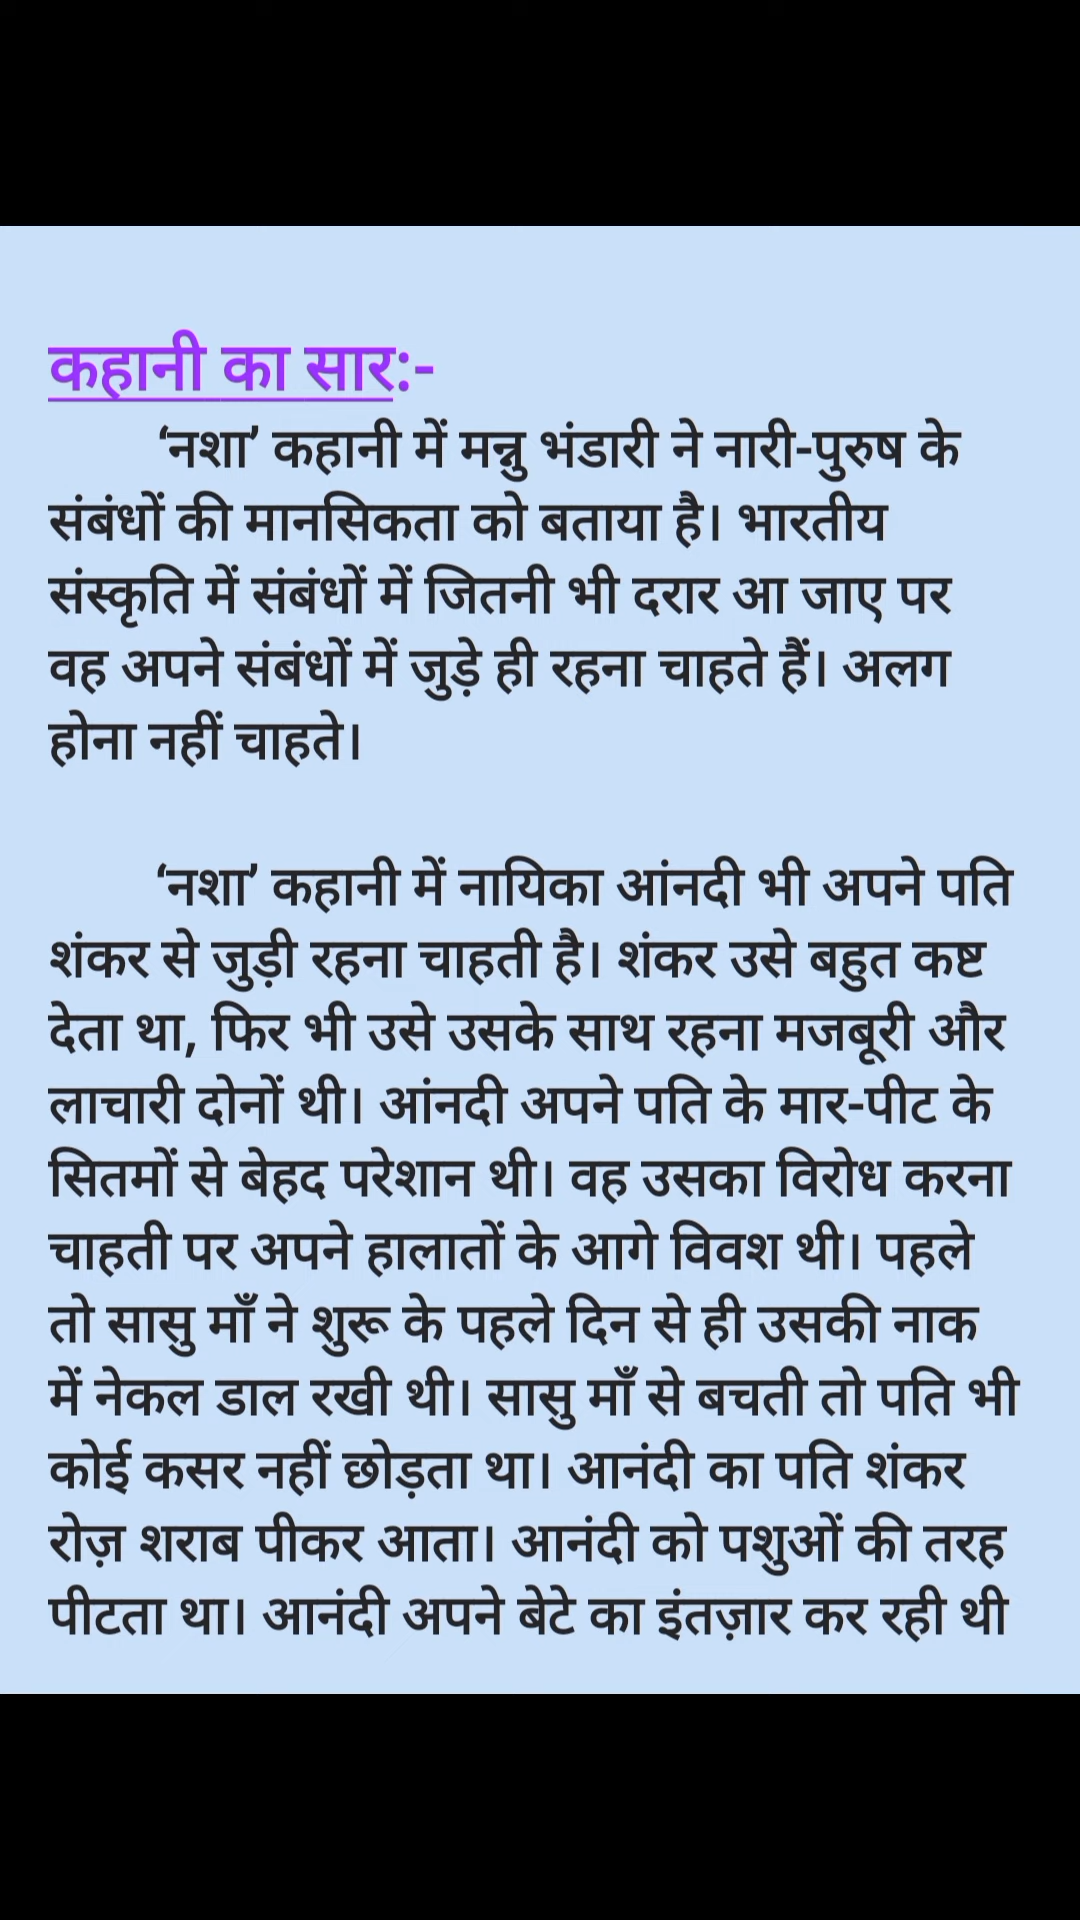 कहानी का सार:-
‘नशा’ कहानी में मन्नु भंडारी ने नारी-पुरुष के
संबंधों की मानसिकता को बताया है। भारतीय
संस्कृति में संबंधों में जितनी भी दरार आ जाए पर
वह अपने संबंधों में जुड़े ही रहना चाहते हैं। अलग
होना नहीं चाहते।
‘नशा’ कहानी में नायिका आंनदी भी अपने पति
शंकर से जुड़ी रहना चाहती है। शंकर उसे बहुत कष्ट
देता था, फिर भी उसे उसके साथ रहना मजबूरी और
लाचारी दोनों थी। आंनदी अपने पति के मार-पीट के
सितमों से बेहद परेशान थी। वह उसका विरोध करना
चाहती पर अपने हालातों के आगे विवश थी। पहले
तो सासु माँ ने शुरू के पहले दिन से ही उसकी नाक
में नेकल डाल रखी थी। सासु माँ से बचती तो पति भी
कोई कसर नहीं छोड़ता था। आनंदी का पति शंकर
रोज़ शराब पीकर आता। आनंदी को पशुओं की तरह
पीटता था। आनंदी अपने बेटे का इंतज़ार कर रही थी